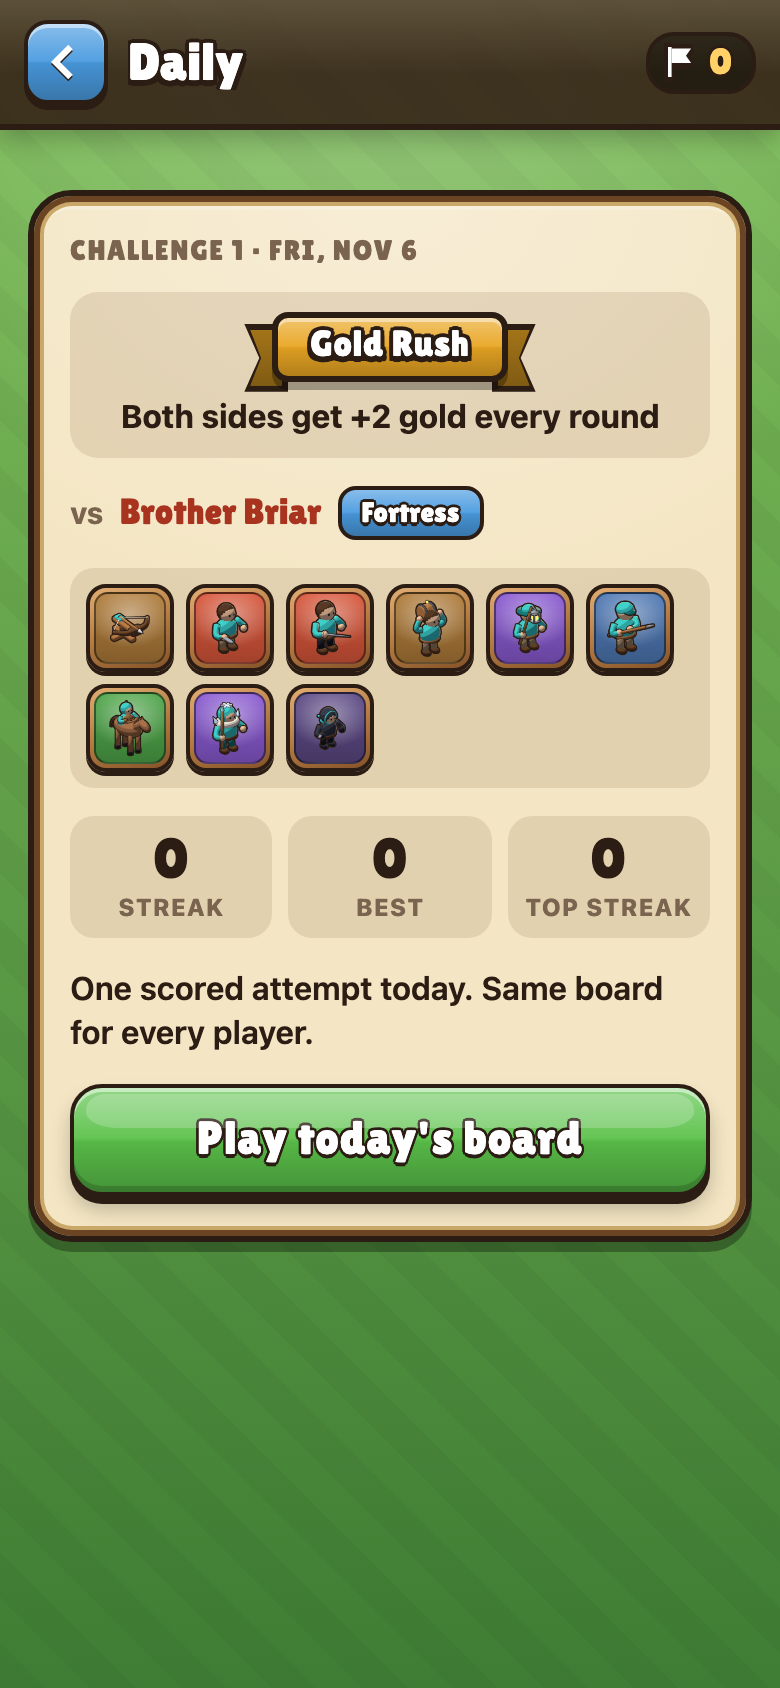 Daily
0
CHALLENGE 1 · FRI, NOV 6
Gold Rush
Both sides get +2 gold every round
vs Brother Briar Fortress
0 0 0
STREAK BEST TOP STREAK
One scored attempt today. Same board
for every player.
Play today's board